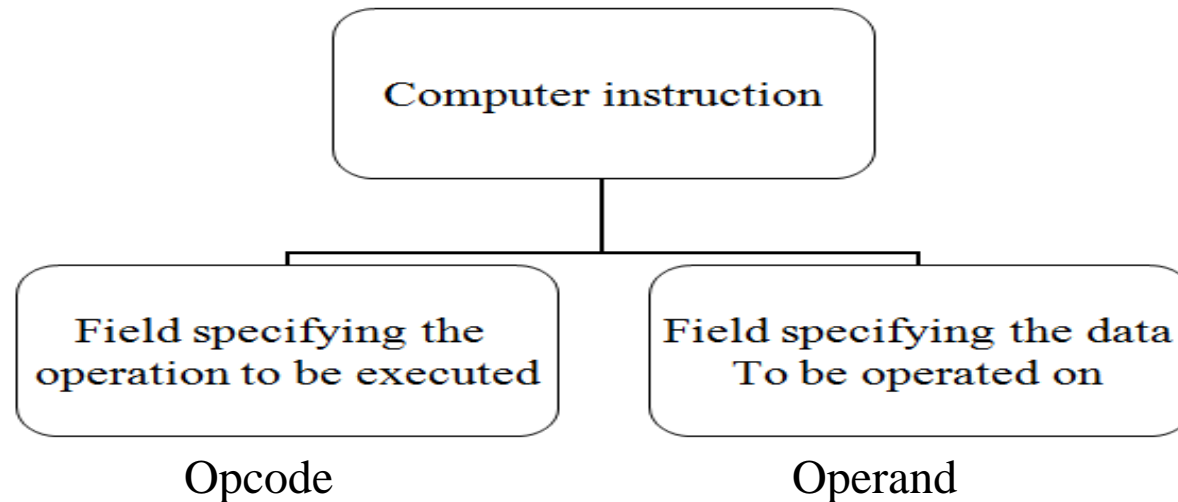 Computer instruction
Field specifying the
operation to be executed
Field specifying the data
To be operated on
Opcode
Operand